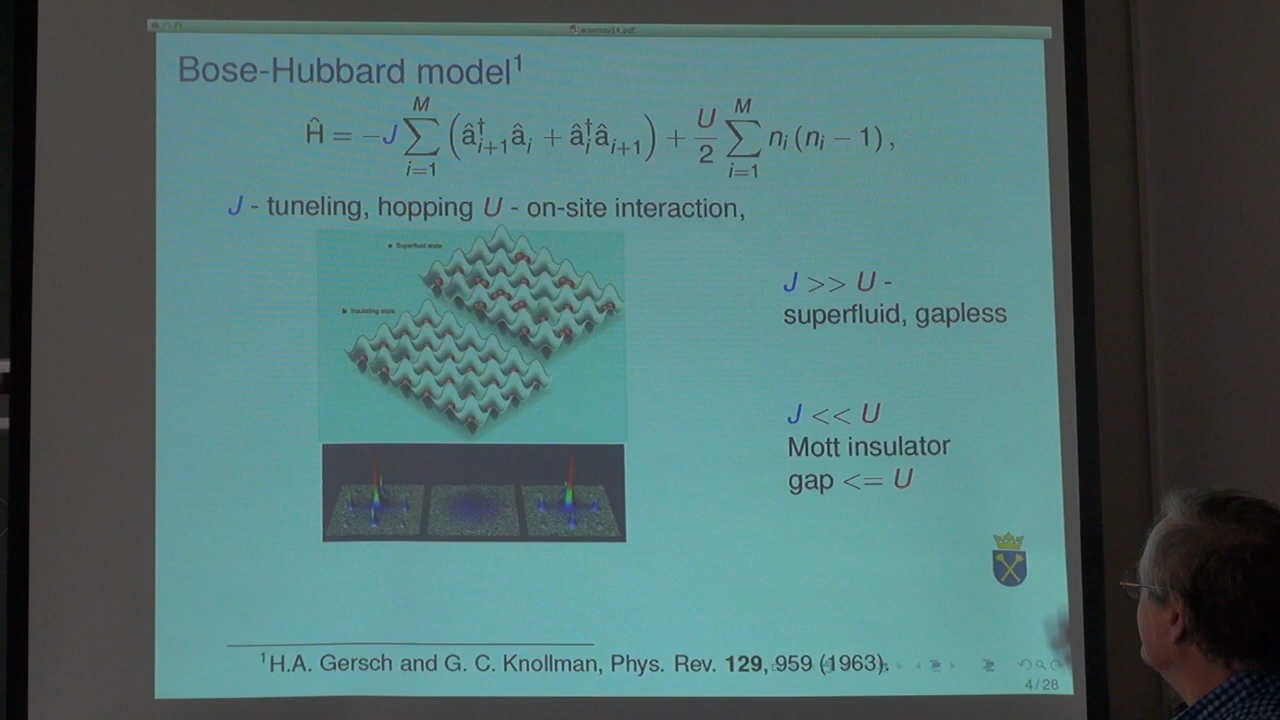 wawmay14.pdf
Bose-Hubbard model¹
Ĥ = −J ∑_{i=1}^{M} (â†_{i+1} â_i + â†_i â_{i+1}) + U/2 ∑_{i=1}^{M} n_i (n_i − 1) ,
J - tuneling, hopping U - on-site interaction,
Superfluid state
Insulating state
J >> U -
superfluid, gapless
J << U
Mott insulator
gap <= U
¹H.A. Gersch and G. C. Knollman, Phys. Rev. 129, 959 (1963).
4/28